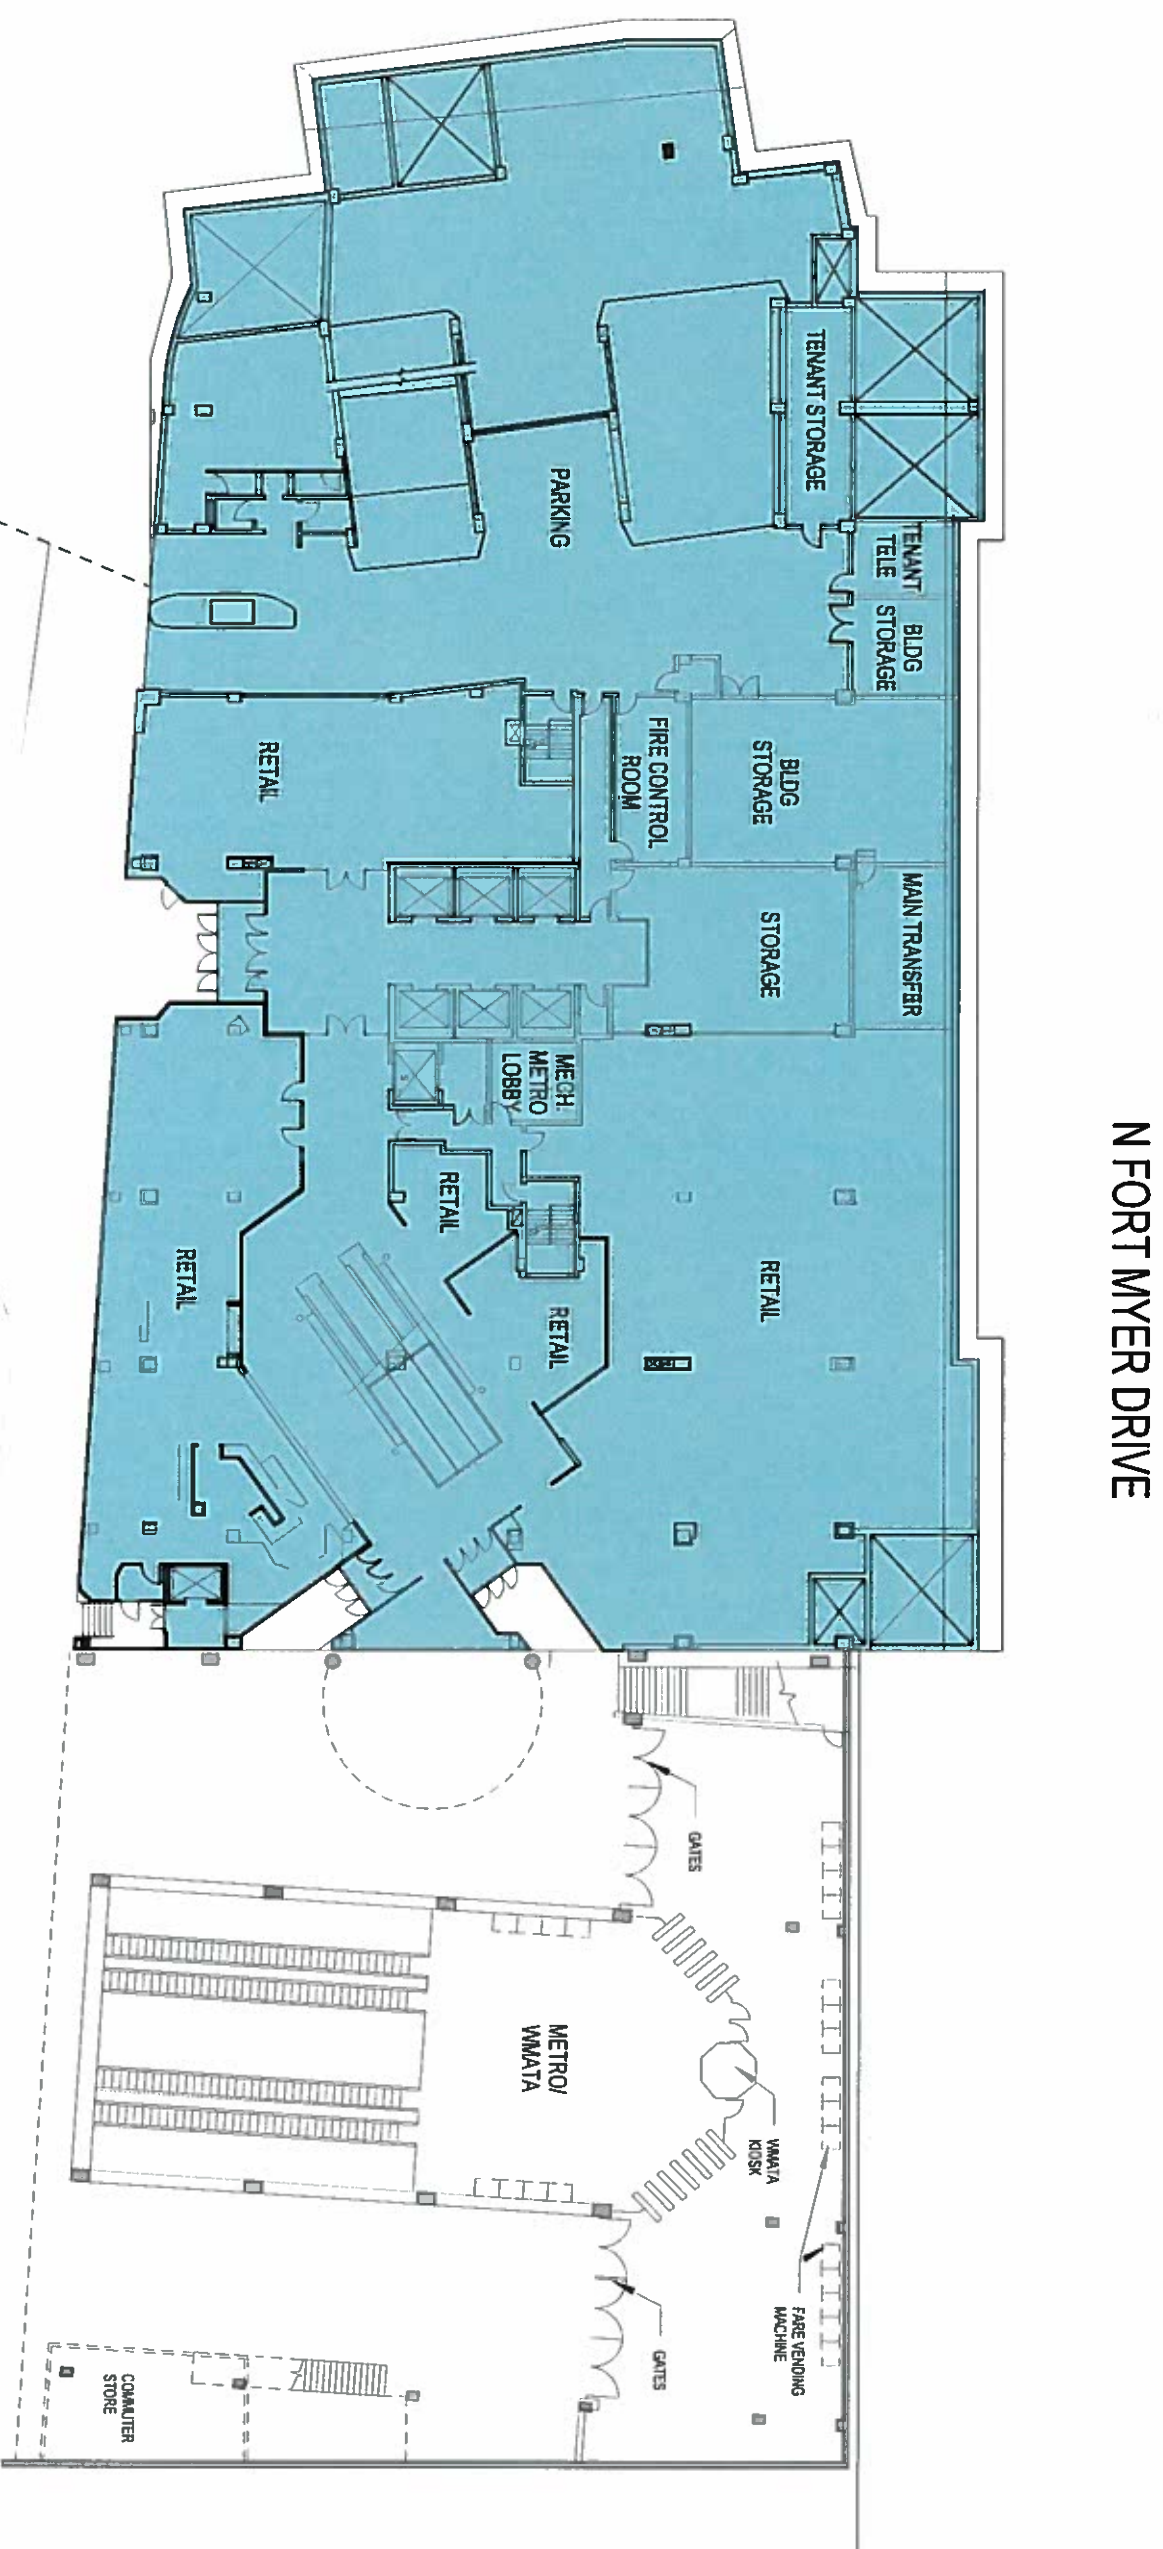 N FORT MYER DRIVE
TENANT STORAGE
TENANT
TELE
BLDG
STORAGE
PARKING
RETAIL
FIRE CONTROL
ROOM
BLDG
STORAGE
MAIN TRANSFER
STORAGE
MECH.
METRO
LOBBY
RETAIL
RETAIL
RETAIL
RETAIL
GATES
METRO/
WMATA
WMATA
KIOSK
FARE VENDING
MACHINE
GATES
COMMUTER
STORE